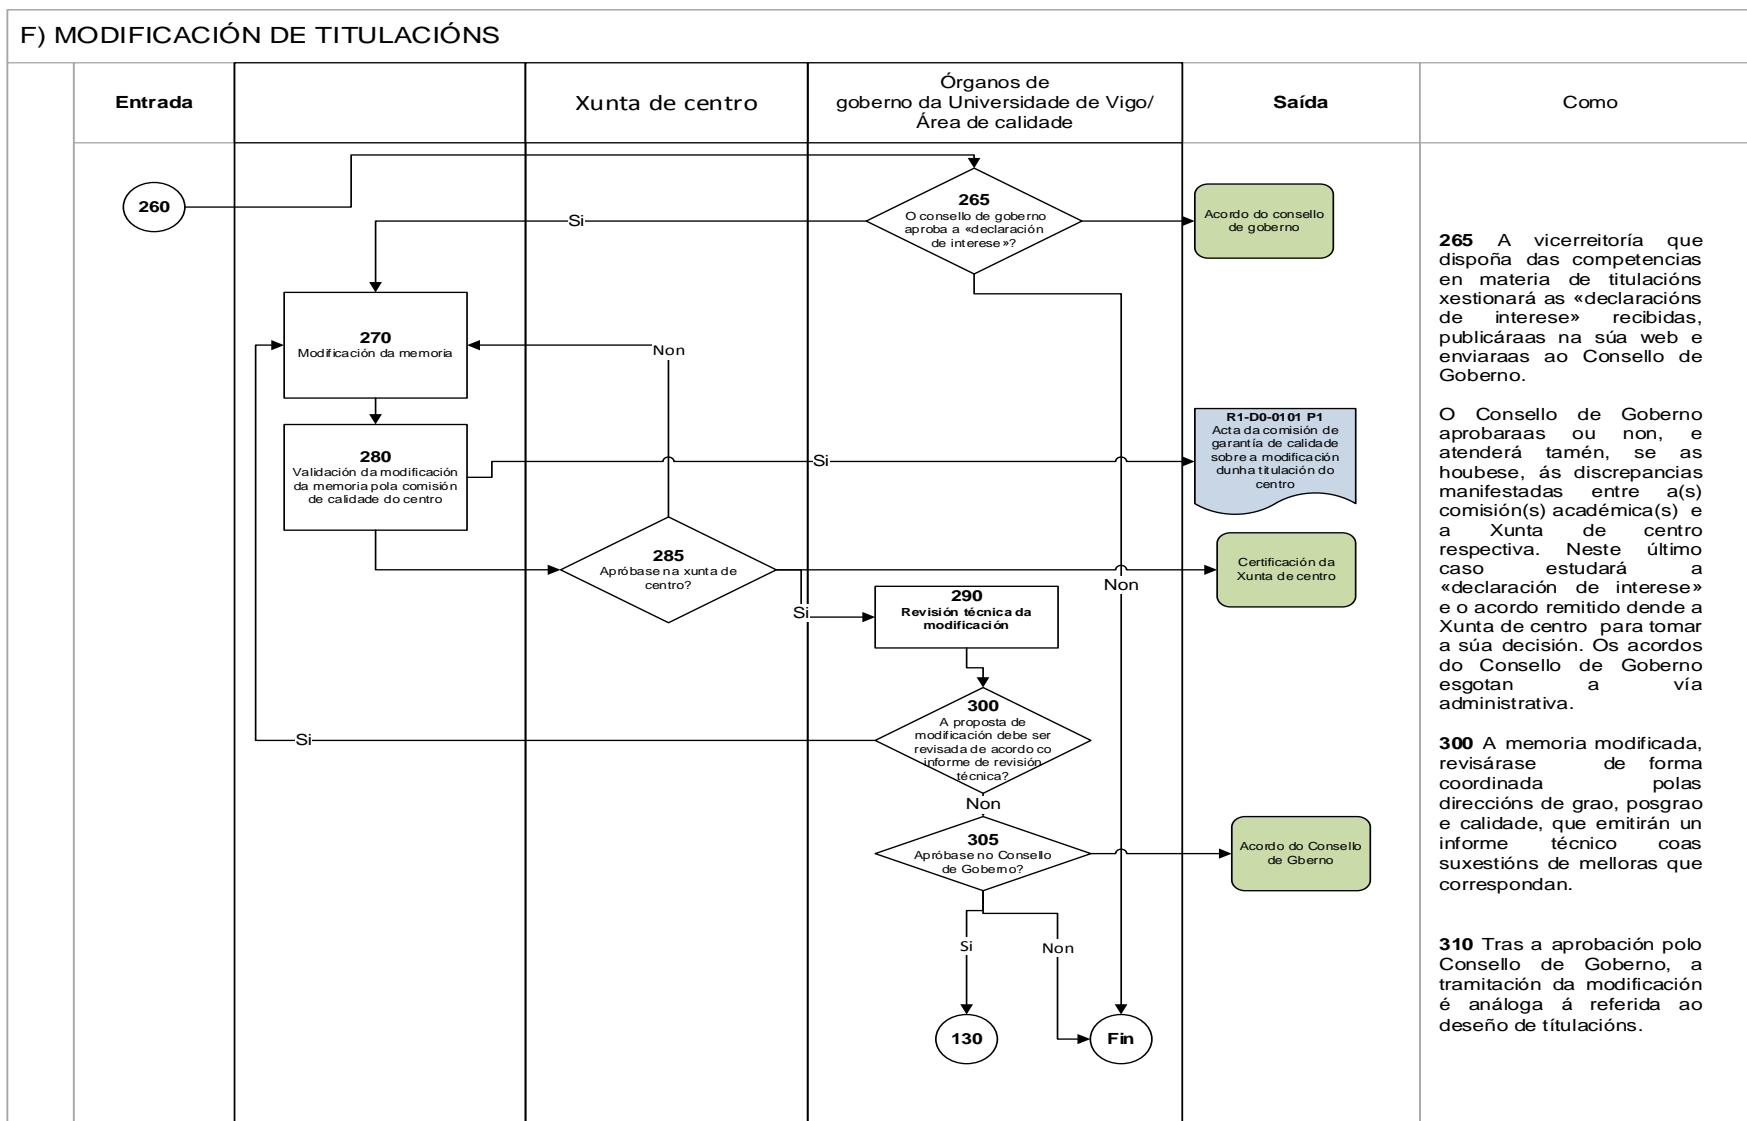 F) MODIFICACIÓN DE TITULACIÓNS
Entrada
Xunta de centro
Órganos de
goberno da Universidade de Vigo/
Área de calidade
Saída
Como
260
265
O consello de goberno
aproba a «declaración
de interese»?
Si
Acordo do consello
de goberno
270
Modificación da memoria
Non
280
Validación da modificación
da memoria pola comisión
de calidade do centro
Si
R1-D0-0101 P1
Acta da comisión de
garantía de calidade
sobre a modificación
dunha titulación do
centro
285
Apróbase na xunta de
centro?
Certificación da
Xunta de centro
Non
Si
290
Revisión técnica da
modificación
300
A proposta de
modificación debe ser
revisada de acordo co
informe de revisión
técnica?
Si
Non
305
Apróbase no Consello
de Goberno?
Acordo do Consello
de Gberno
Si
Non
130
Fin
265 A vicerreitoría que
dispoña das competencias
en materia de titulacións
xestionará as «declaracións
de interese» recibidas,
publicáraas na súa web e
enviaraas ao Consello de
Goberno.
O Consello de Goberno
aprobaraas ou non, e
atenderá tamén, se as
houbese, ás discrepancias
manifestadas entre a(s)
comisión(s) académica(s) e
a Xunta de centro
respectiva. Neste último
caso estudará a
«declaración de interese»
e o acordo remitido dende a
Xunta de centro para tomar
a súa decisión. Os acordos
do Consello de Goberno
esgotan a vía
administrativa.
300 A memoria modificada,
revisárase de forma
coordinada polas
direccións de grao, posgrao
e calidade, que emitirán un
informe técnico coas
suxestións de melloras que
correspondan.
310 Tras a aprobación polo
Consello de Goberno, a
tramitación da modificación
é análoga á referida ao
deseño de títulacións.